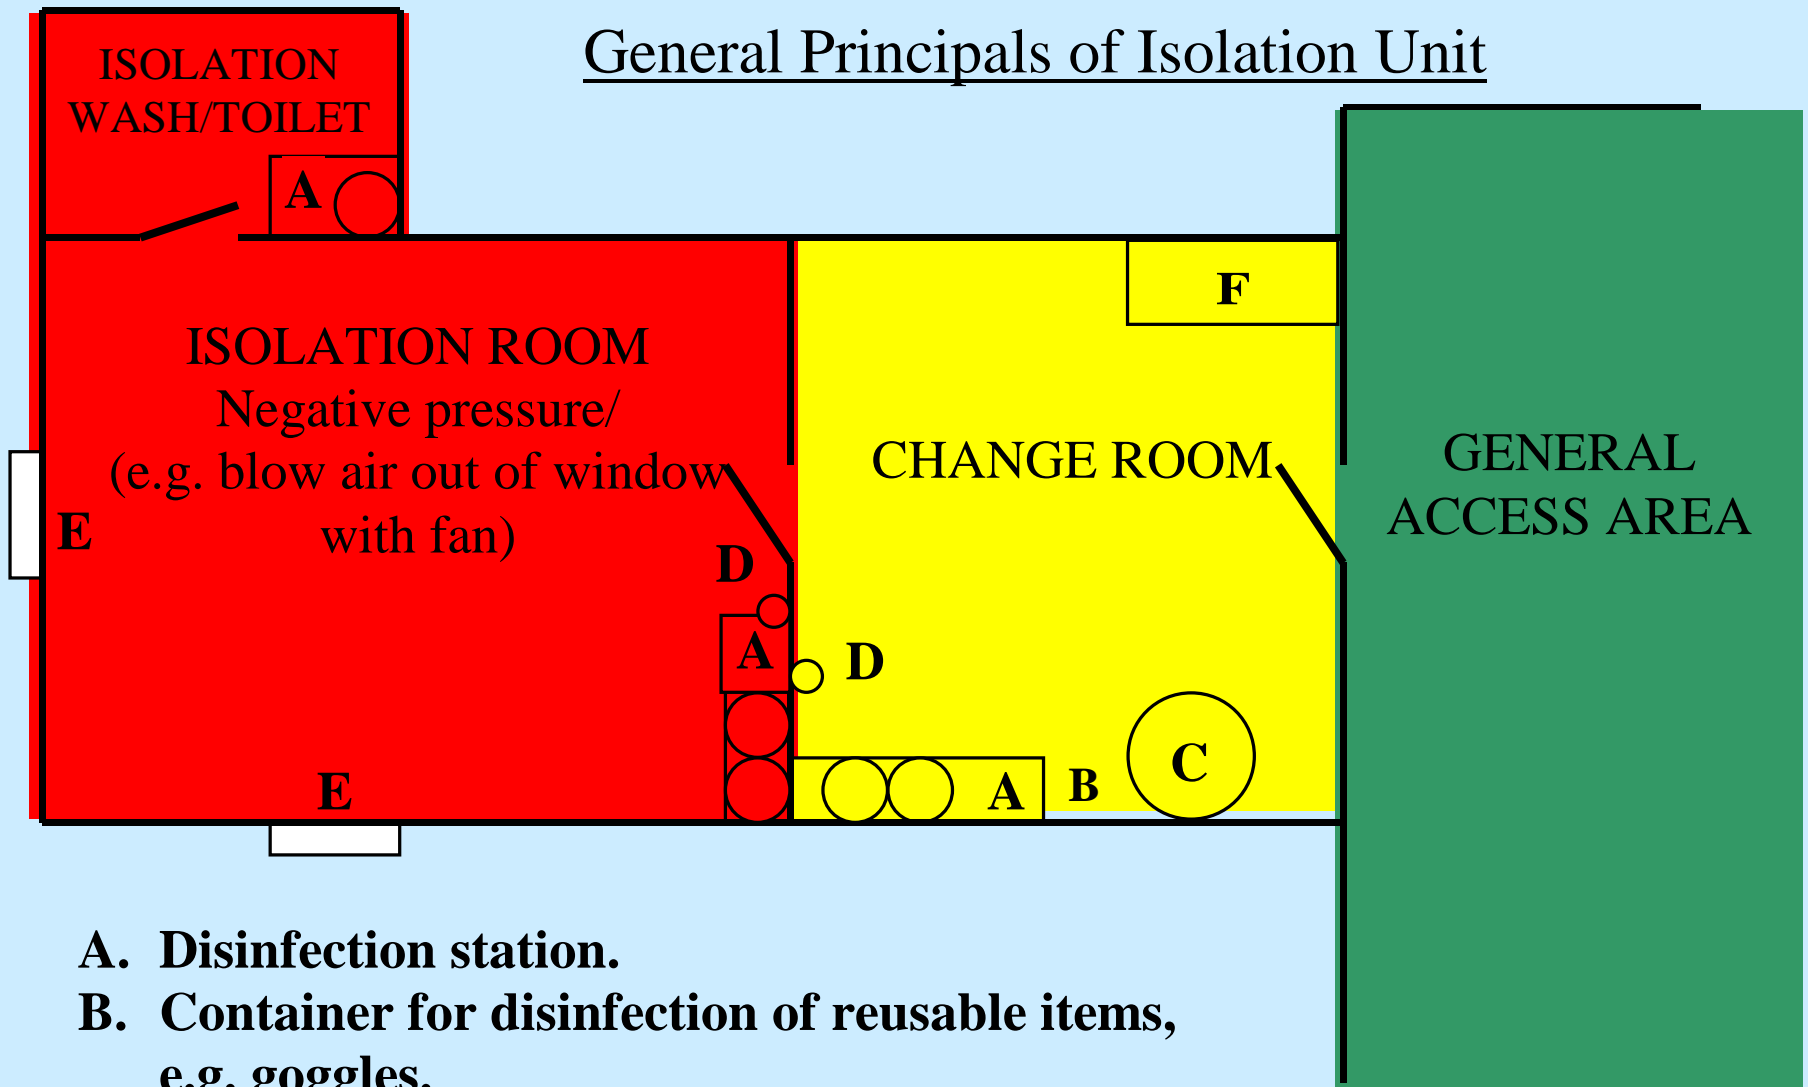 General Principals of Isolation Unit
ISOLATION
WASH/TOILET
A
F
ISOLATION ROOM
Negative pressure/
(e.g. blow air out of window
with fan)
CHANGE ROOM
GENERAL
ACCESS AREA
E
D
A
D
E
A
B
C
A. Disinfection station.
B. Container for disinfection of reusable items,
e.g. goggles.